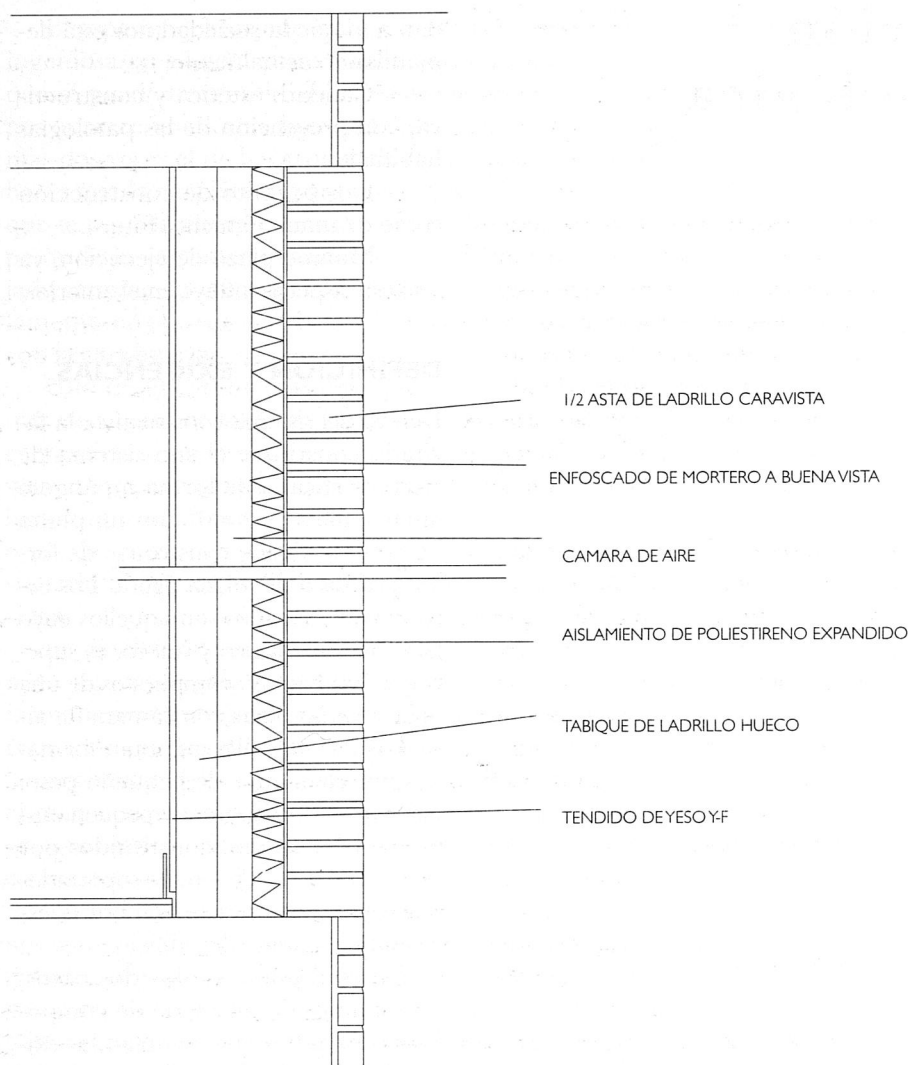 1/2 ASTA DE LADRILLO CARAVISTA
ENFOSCADO DE MORTERO A BUENA VISTA
CAMARA DE AIRE
AISLAMIENTO DE POLIESTIRENO EXPANDIDO
TABIQUE DE LADRILLO HUECO
TENDIDO DE YESO Y-F